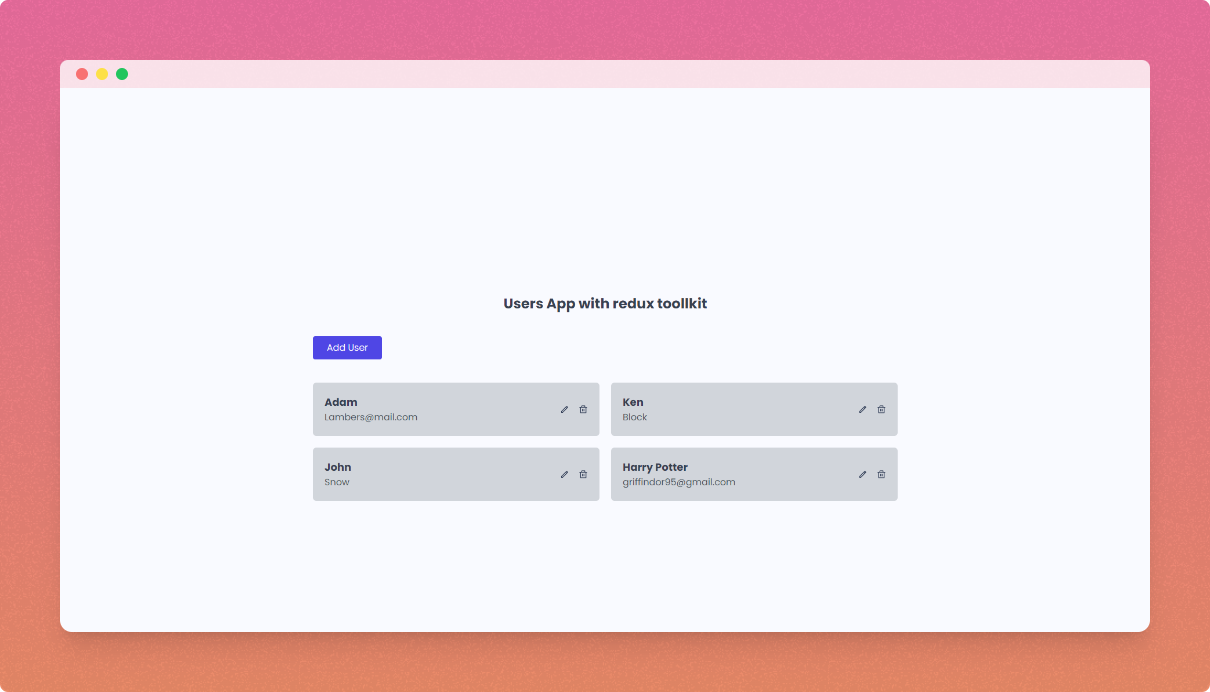 Users App with redux toollkit
Add User
Adam
Lambers@mail.com
Ken
Block
John
Snow
Harry Potter
griffindor95@gmail.com